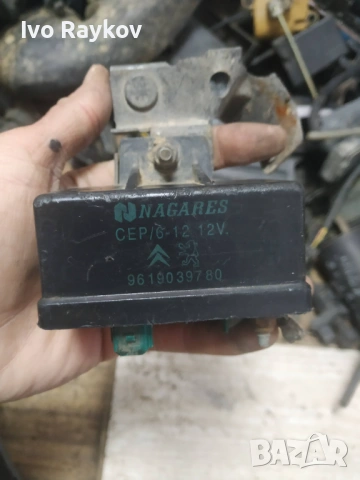 Ivo Raykov
NAGARES
CEP/6-12 12V.
9619039780
BAZAR